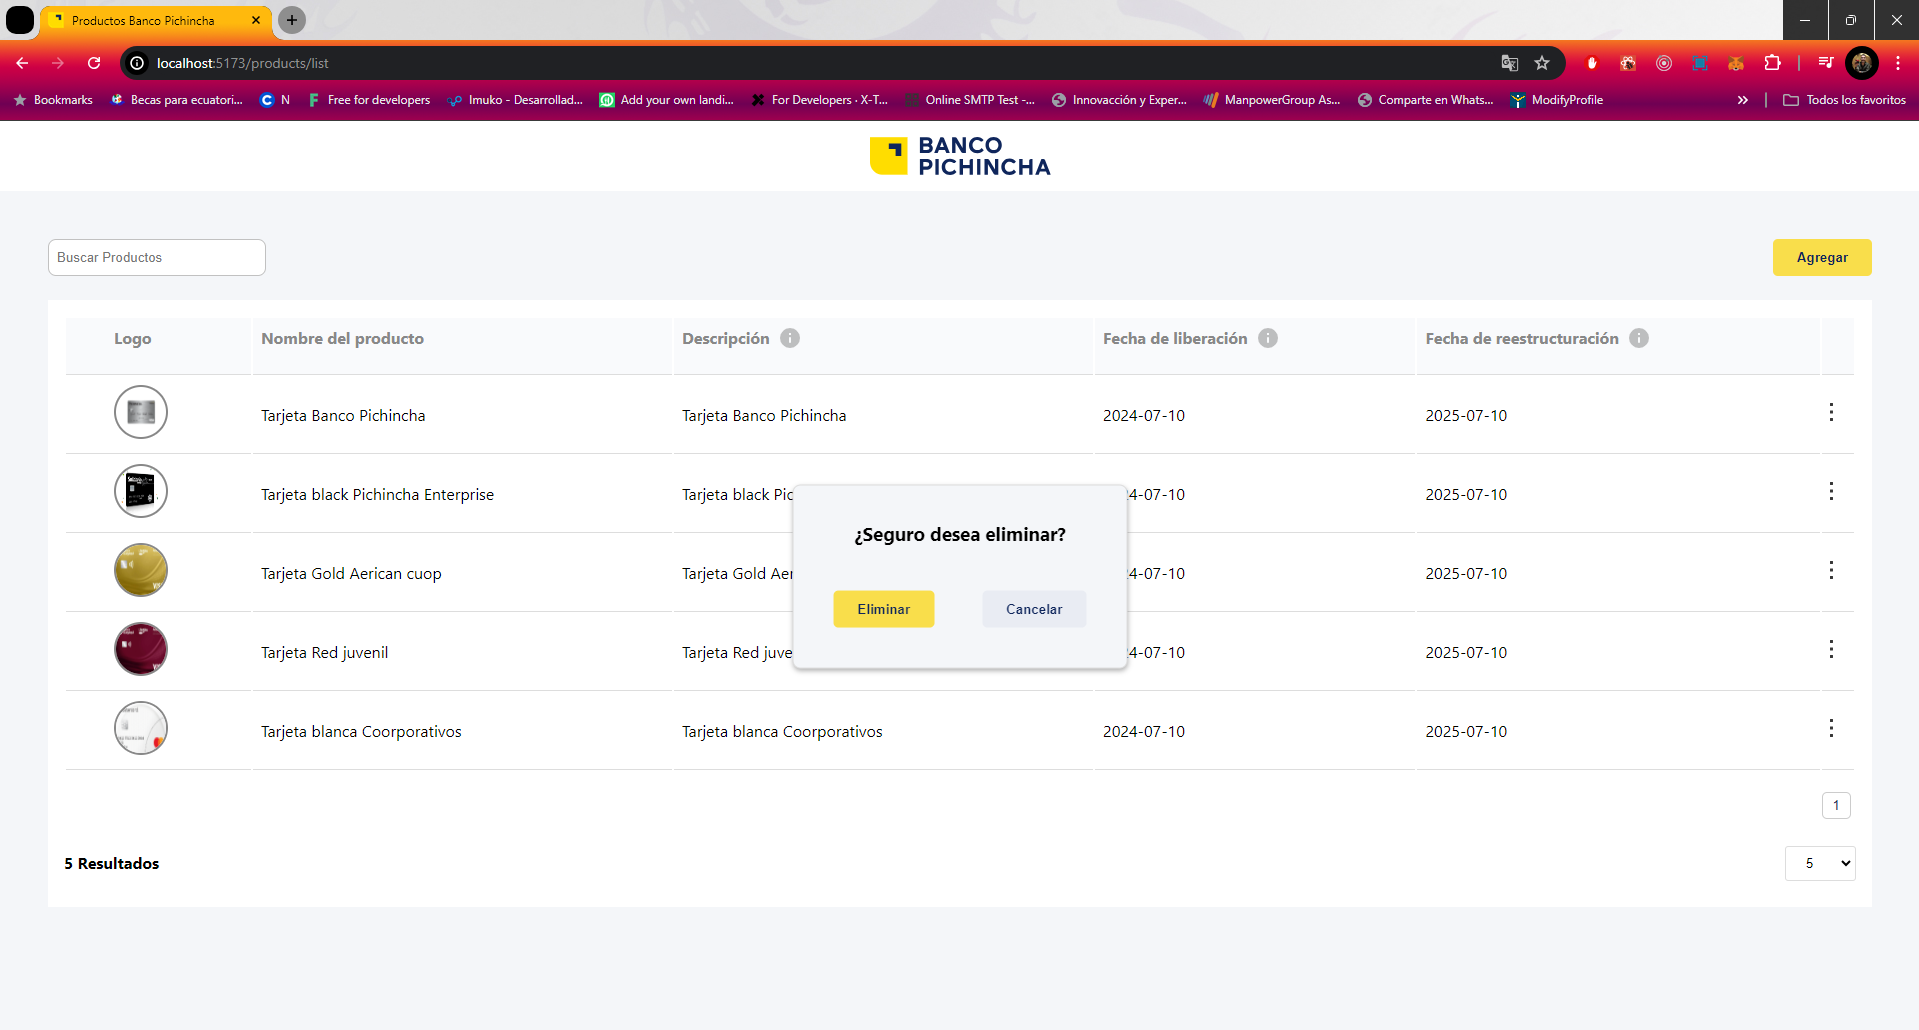 Productos Banco Pichincha
localhost:5173/products/list
Bookmarks
Becas para ecuatori...
N
Free for developers
Imuko - Desarrollad...
Add your own landi...
For Developers · X-T...
Online SMTP Test -...
Innovacción y Exper...
ManpowerGroup As...
Comparte en Whats...
ModifyProfile
Todos los favoritos
BANCO
PICHINCHA
Buscar Productos
Agregar
Logo Nombre del producto Descripción Fecha de liberación Fecha de reestructuración
Tarjeta Banco Pichincha Tarjeta Banco Pichincha 2024-07-10 2025-07-10
Tarjeta black Pichincha Enterprise Tarjeta black Pic 4-07-10 2025-07-10
¿Seguro desea eliminar?
Tarjeta Gold Aerican cuop Tarjeta Gold Aer 4-07-10 2025-07-10
Eliminar Cancelar
Tarjeta Red juvenil Tarjeta Red juve 4-07-10 2025-07-10
Tarjeta blanca Coorporativos Tarjeta blanca Coorporativos 2024-07-10 2025-07-10
1
5 Resultados
5